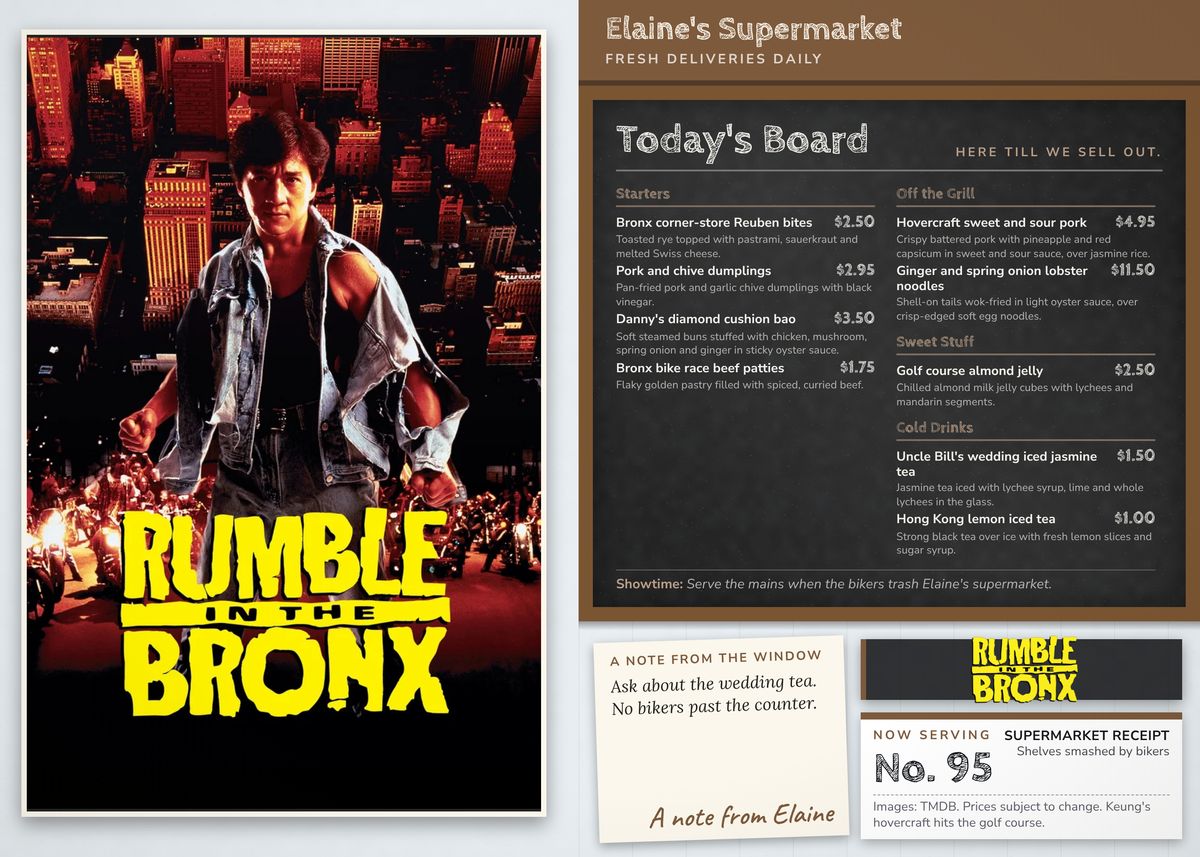 RUMBLE
IN THE
BRONX
Elaine's Supermarket
FRESH DELIVERIES DAILY
Today's Board
HERE TILL WE SELL OUT.
Starters
Bronx corner-store Reuben bites $2.50
Toasted rye topped with pastrami, sauerkraut and
melted Swiss cheese.
Pork and chive dumplings $2.95
Pan-fried pork and garlic chive dumplings with black
vinegar.
Danny's diamond cushion bao $3.50
Soft steamed buns stuffed with chicken, mushroom,
spring onion and ginger in sticky oyster sauce.
Bronx bike race beef patties $1.75
Flaky golden pastry filled with spiced, curried beef.
Off the Grill
Hovercraft sweet and sour pork $4.95
Crispy battered pork with pineapple and red
capsicum in sweet and sour sauce, over jasmine rice.
Ginger and spring onion lobster $11.50
noodles
Shell-on tails wok-fried in light oyster sauce, over
crisp-edged soft egg noodles.
Sweet Stuff
Golf course almond jelly $2.50
Chilled almond milk jelly cubes with lychees and
mandarin segments.
Cold Drinks
Uncle Bill's wedding iced jasmine $1.50
tea
Jasmine tea iced with lychee syrup, lime and whole
lychees in the glass.
Hong Kong lemon iced tea $1.00
Strong black tea over ice with fresh lemon slices and
sugar syrup.
Showtime: Serve the mains when the bikers trash Elaine's supermarket.
A NOTE FROM THE WINDOW
Ask about the wedding tea.
No bikers past the counter.
A note from Elaine
RUMBLE
IN THE
BRONX
NOW SERVING
No. 95
SUPERMARKET RECEIPT
Shelves smashed by bikers
Images: TMDB. Prices subject to change. Keung's
hovercraft hits the golf course.